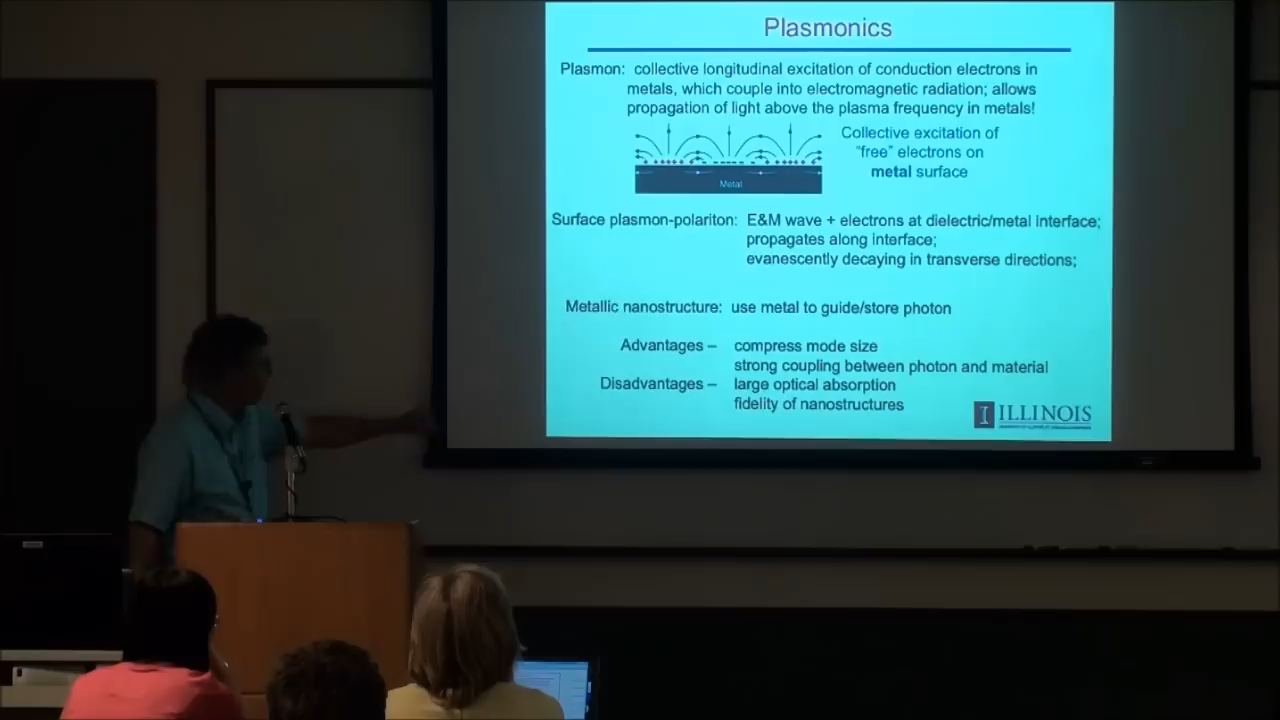 Plasmonics
Plasmon: collective longitudinal excitation of conduction electrons in
metals, which couple into electromagnetic radiation; allows
propagation of light above the plasma frequency in metals!
Collective excitation of
"free" electrons on
metal surface
Metal
Surface plasmon-polariton: E&M wave + electrons at dielectric/metal interface;
propagates along interface;
evanescently decaying in transverse directions;
Metallic nanostructure: use metal to guide/store photon
Advantages – compress mode size
strong coupling between photon and material
Disadvantages – large optical absorption
fidelity of nanostructures
I ILLINOIS